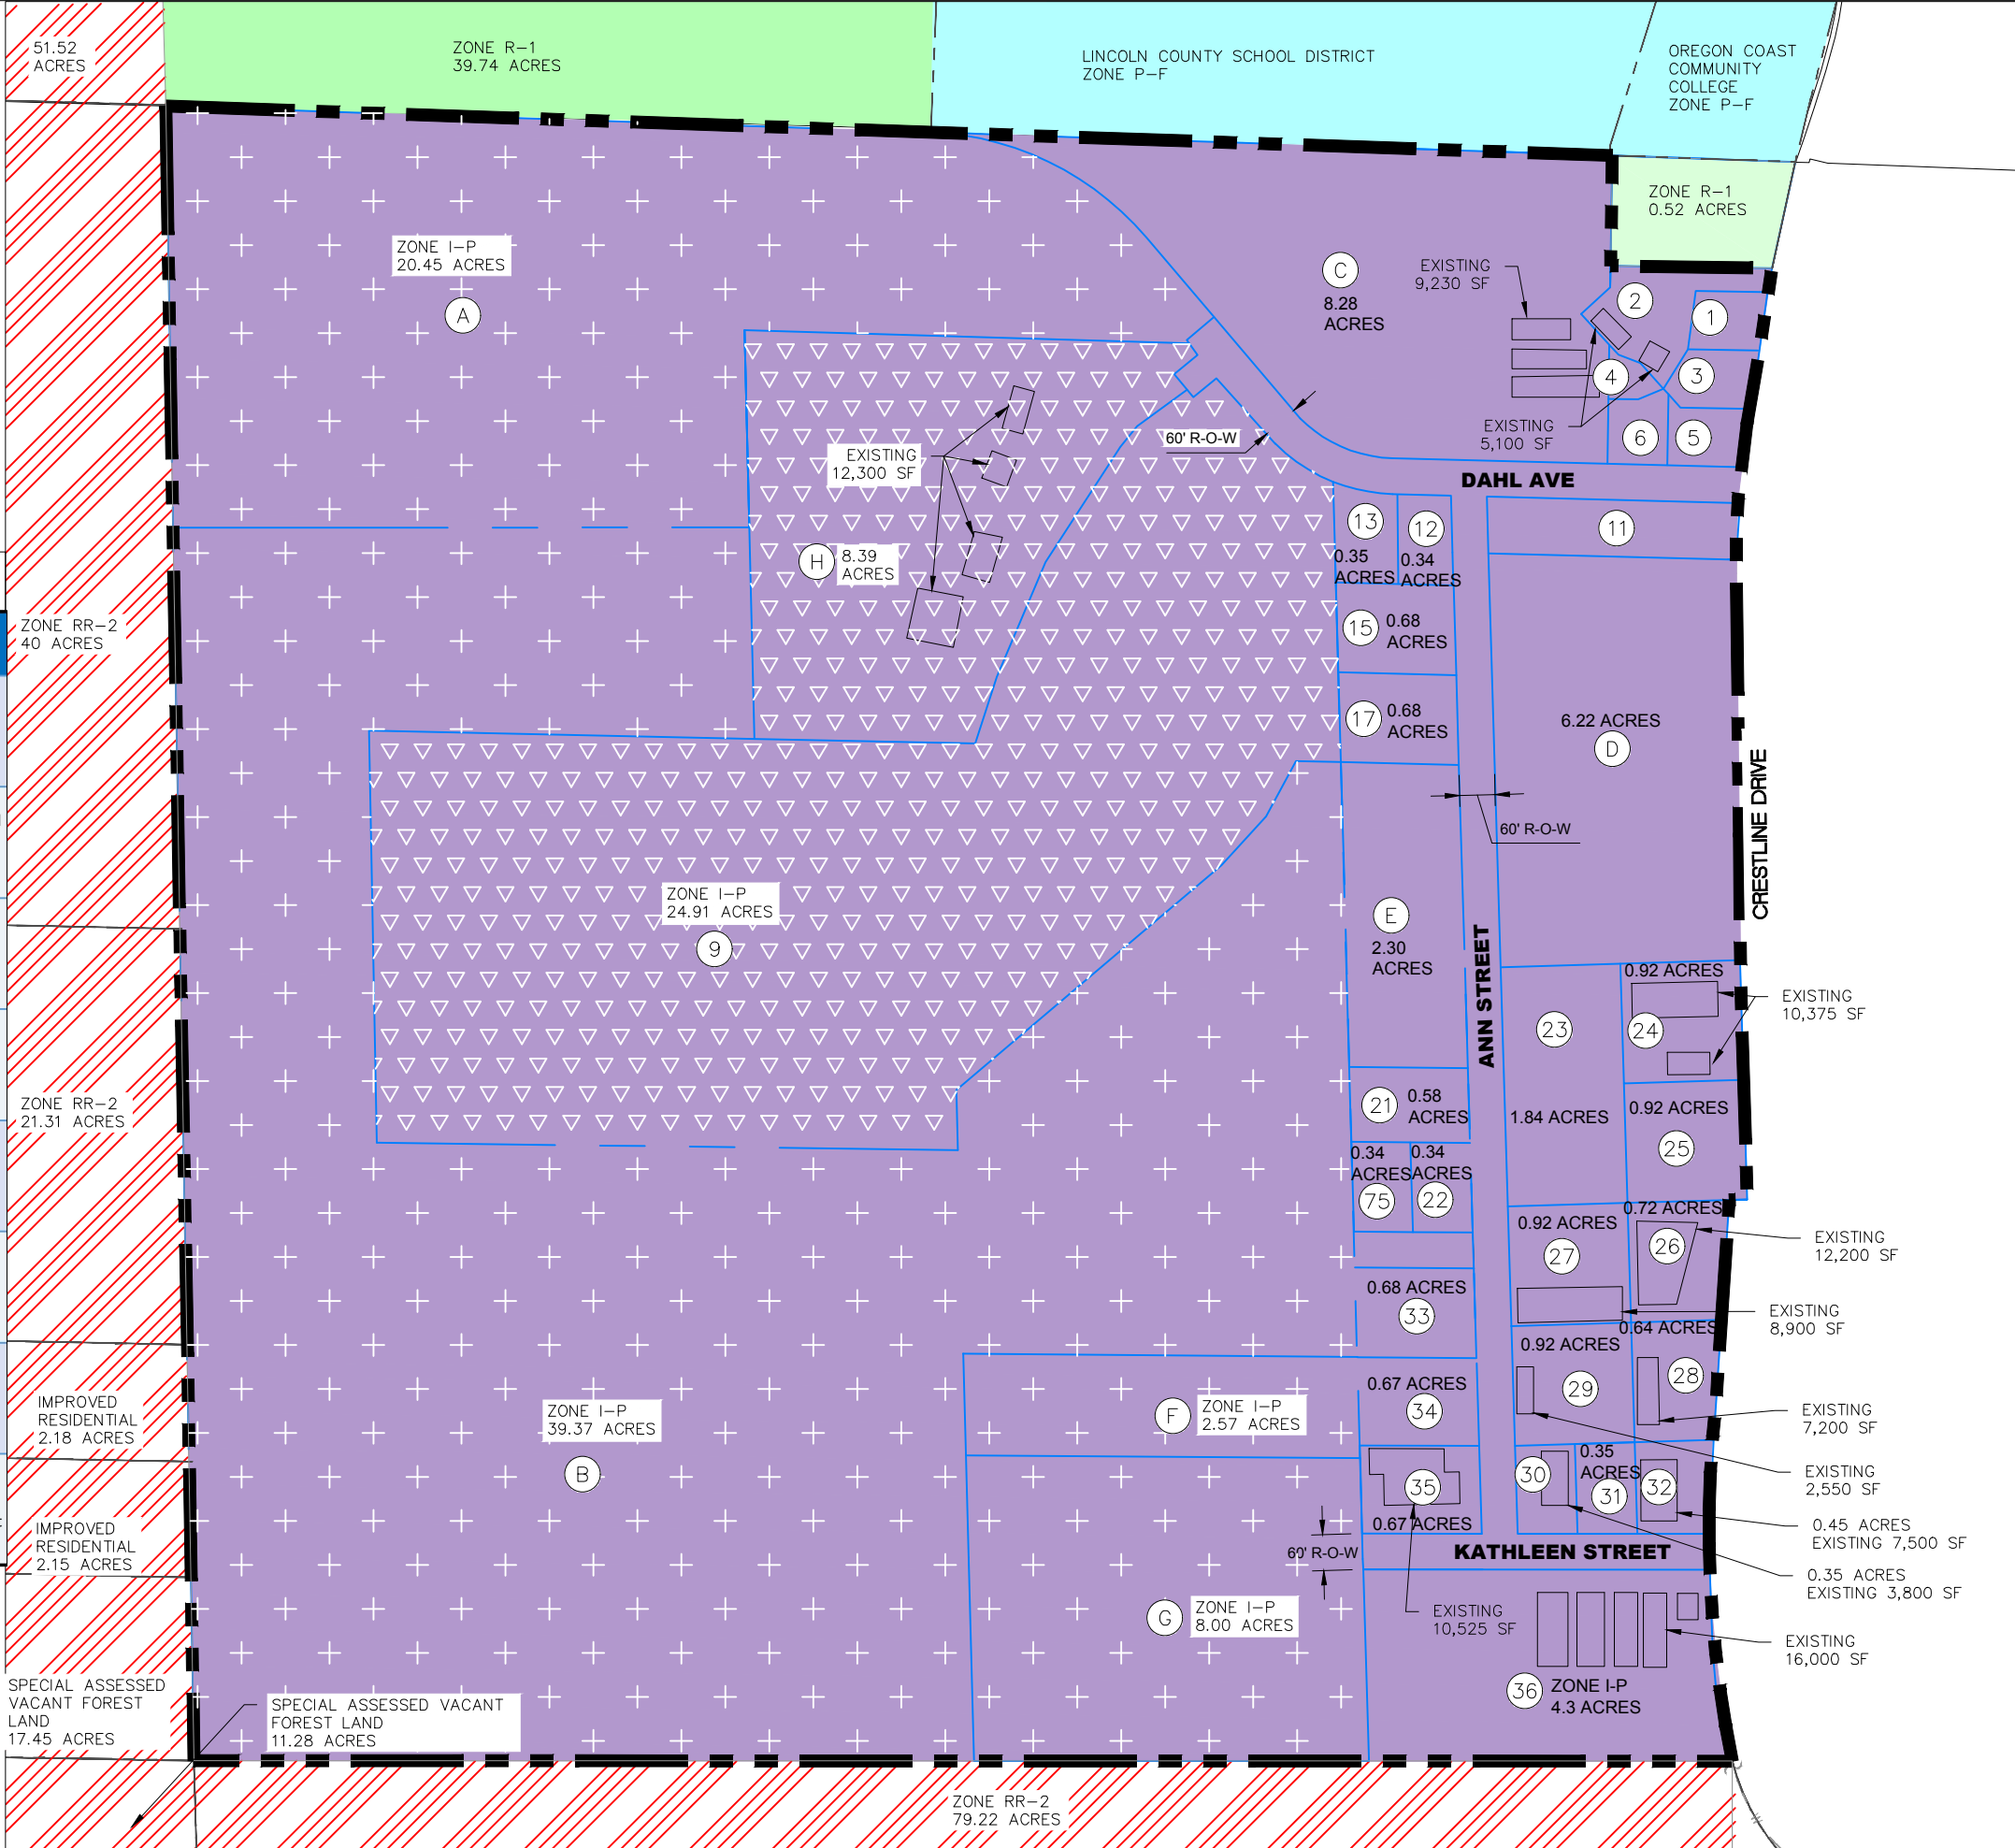 51.52
ACRES
ZONE R-1
39.74 ACRES
LINCOLN COUNTY SCHOOL DISTRICT
ZONE P-F
OREGON COAST
COMMUNITY
COLLEGE
ZONE P-F
ZONE R-1
0.52 ACRES
ZONE I-P
20.45 ACRES
A
C
8.28
ACRES
EXISTING
9,230 SF
2
1
4
3
EXISTING
5,100 SF
6
5
60' R-O-W
EXISTING
12,300 SF
DAHL AVE
13
0.35
ACRES
12
0.34
ACRES
11
H
8.39
ACRES
ZONE RR-2
40 ACRES
15
0.68
ACRES
17
0.68
ACRES
6.22 ACRES
D
60' R-O-W
CRESTLINE DRIVE
ZONE I-P
24.91 ACRES
9
E
2.30
ACRES
ANN STREET
0.92 ACRES
EXISTING
10,375 SF
23
24
1.84 ACRES
0.92 ACRES
25
ZONE RR-2
21.31 ACRES
21
0.58
ACRES
0.34
ACRES
75
0.34
ACRES
22
0.92 ACRES
27
0.72 ACRES
26
EXISTING
12,200 SF
EXISTING
8,900 SF
0.68 ACRES
33
0.92 ACRES
29
0.64 ACRES
28
IMPROVED
RESIDENTIAL
2.18 ACRES
ZONE I-P
39.37 ACRES
B
F
ZONE I-P
2.57 ACRES
0.67 ACRES
34
EXISTING
7,200 SF
EXISTING
2,550 SF
30
0.35
ACRES
31
32
35
0.67 ACRES
0.45 ACRES
EXISTING 7,500 SF
IMPROVED
RESIDENTIAL
2.15 ACRES
60' R-O-W
KATHLEEN STREET
0.35 ACRES
EXISTING 3,800 SF
G
ZONE I-P
8.00 ACRES
EXISTING
10,525 SF
EXISTING
16,000 SF
36
ZONE I-P
4.3 ACRES
SPECIAL ASSESSED
VACANT FOREST
LAND
17.45 ACRES
SPECIAL ASSESSED VACANT
FOREST LAND
11.28 ACRES
ZONE RR-2
79.22 ACRES